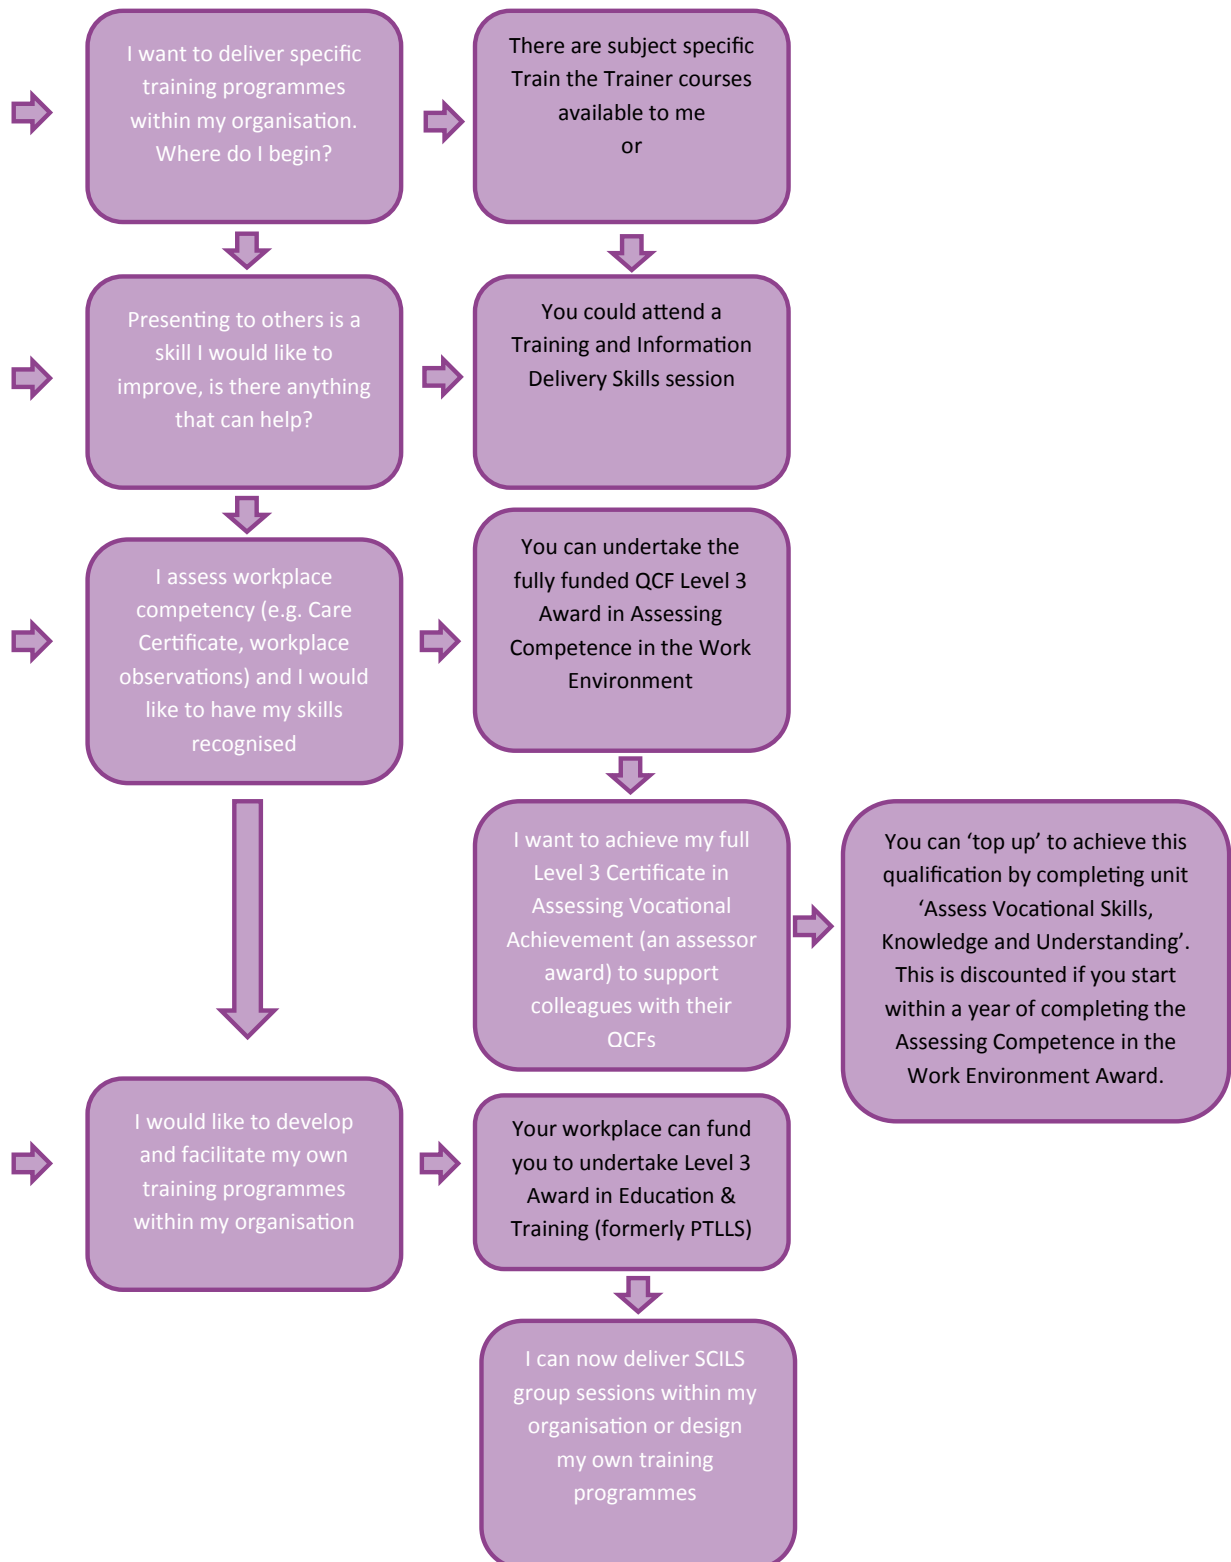 I want to deliver specific
training programmes
within my organisation.
Where do I begin?
There are subject specific
Train the Trainer courses
available to me
or
Presenting to others is a
skill I would like to
improve, is there anything
that can help?
You could attend a
Training and Information
Delivery Skills session
I assess workplace
competency (e.g. Care
Certificate, workplace
observations) and I would
like to have my skills
recognised
You can undertake the
fully funded QCF Level 3
Award in Assessing
Competence in the Work
Environment
I want to achieve my full
Level 3 Certificate in
Assessing Vocational
Achievement (an assessor
award) to support
colleagues with their
QCFs
You can ‘top up’ to achieve this
qualification by completing unit
‘Assess Vocational Skills,
Knowledge and Understanding’.
This is discounted if you start
within a year of completing the
Assessing Competence in the
Work Environment Award.
I would like to develop
and facilitate my own
training programmes
within my organisation
Your workplace can fund
you to undertake Level 3
Award in Education &
Training (formerly PTLLS)
I can now deliver SCILS
group sessions within my
organisation or design
my own training
programmes